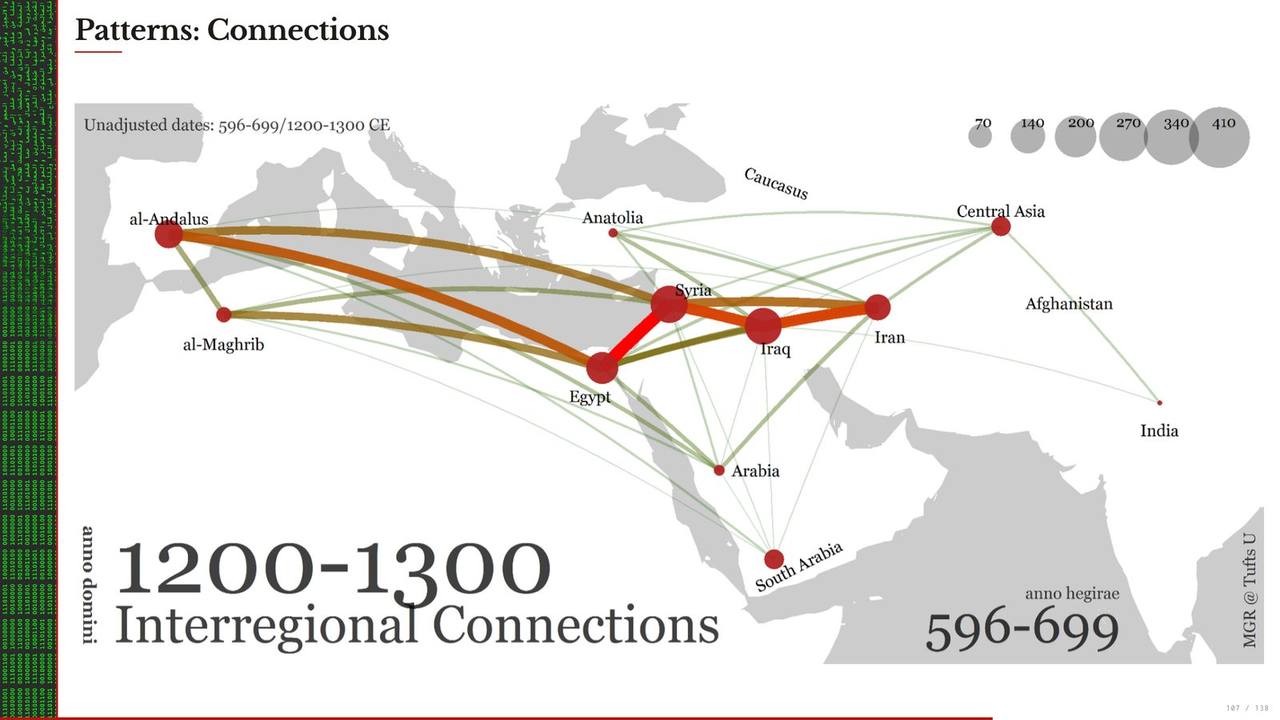 Patterns: Connections
Unadjusted dates: 596-699/1200-1300 CE
70 140 200 270 340 410
Caucasus
al-Andalus
Anatolia
Central Asia
Syria
Afghanistan
al-Maghrib
Iraq
Iran
Egypt
India
Arabia
South Arabia
anno domini
1200-1300
Interregional Connections
anno hegirae
596-699
MGR @ Tufts U
107 / 138